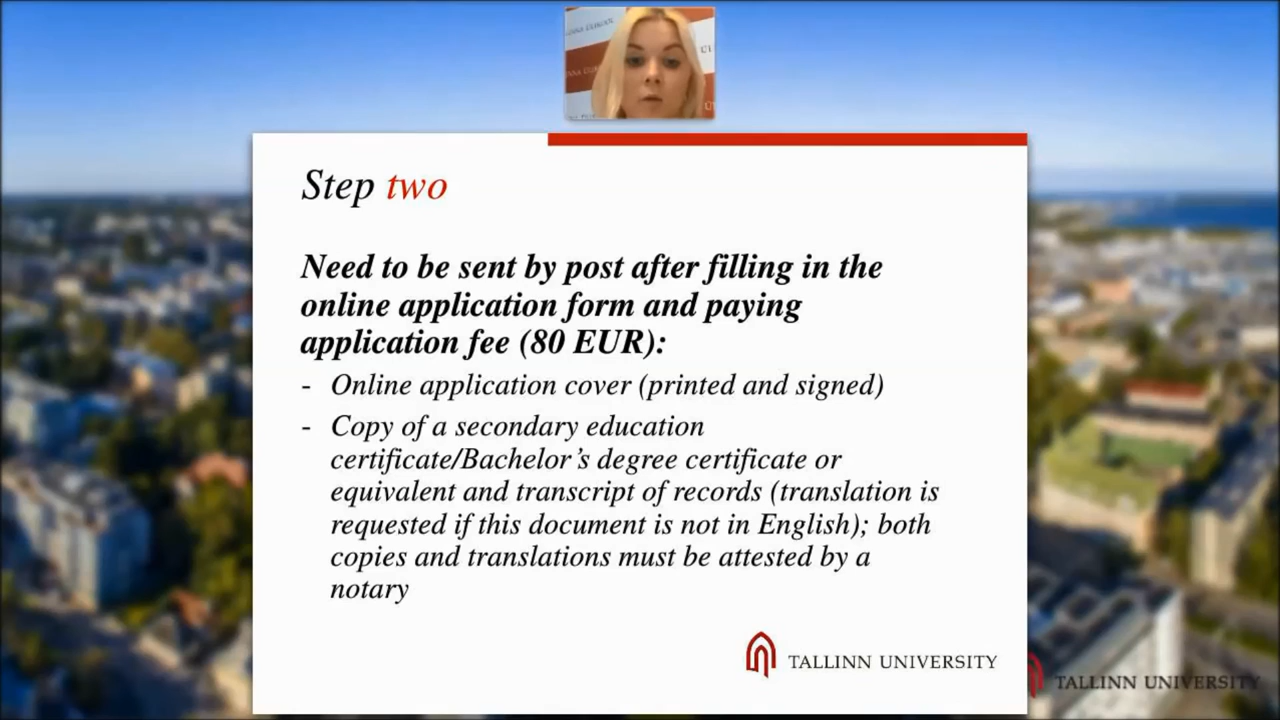 Step two
Need to be sent by post after filling in the
online application form and paying
application fee (80 EUR):
- Online application cover (printed and signed)
- Copy of a secondary education
certificate/Bachelor's degree certificate or
equivalent and transcript of records (translation is
requested if this document is not in English); both
copies and translations must be attested by a
notary
TALLINN UNIVERSITY
TALLINN UNIVERSITY